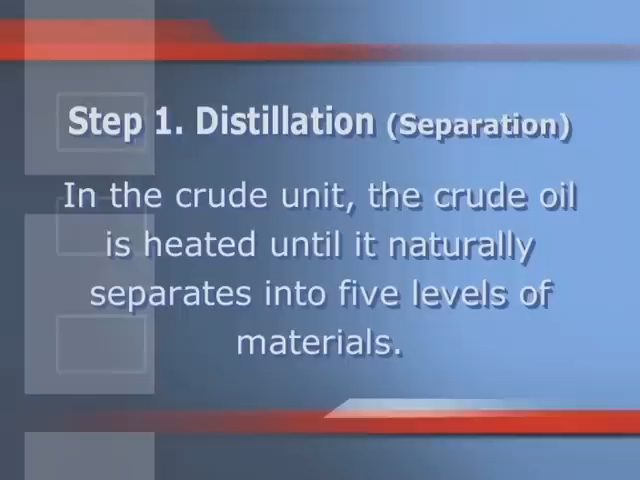 Step 1. Distillation (Separation)
In the crude unit, the crude oil
is heated until it naturally
separates into five levels of
materials.